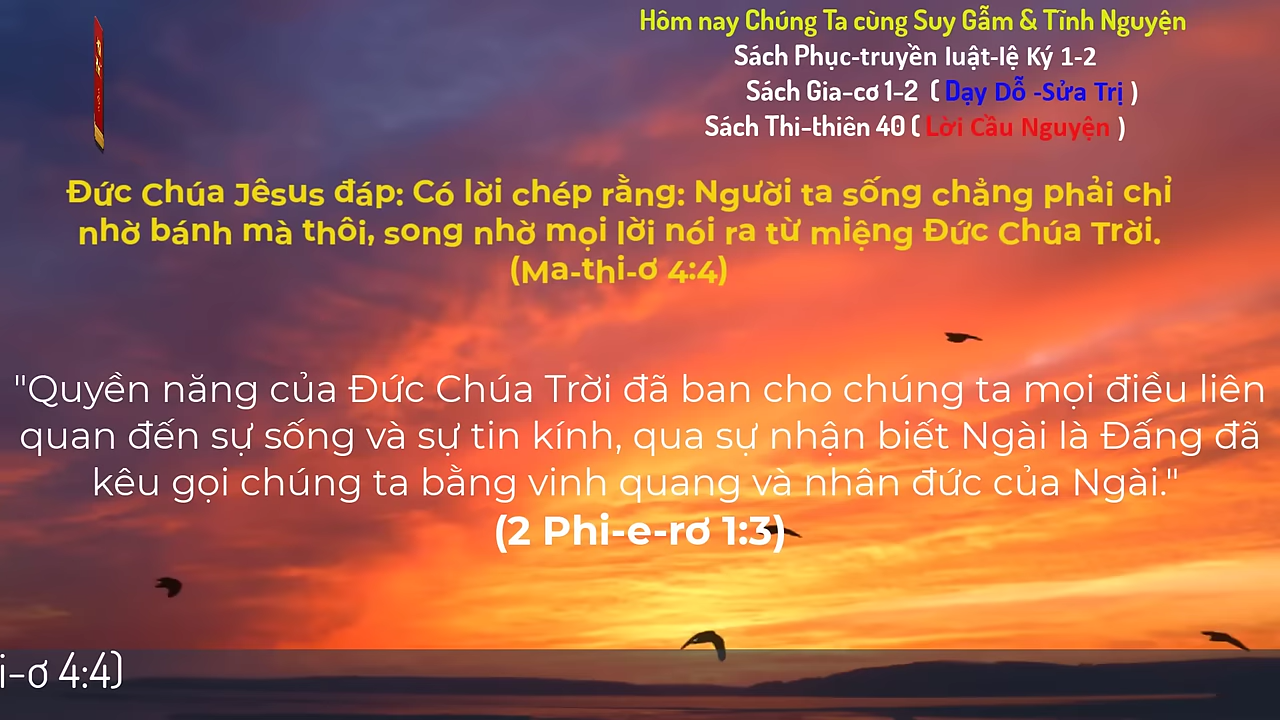 Hôm nay Chúng Ta cùng Suy Gẫm & Tĩnh Nguyện
Sách Phục-truyền luật-lệ Ký 1-2
Sách Gia-cơ 1-2 ( Dạy Dỗ -Sửa Trị )
Sách Thi-thiên 40 ( Lời Cầu Nguyện )
Đức Chúa Jêsus đáp: Có lời chép rằng: Người ta sống chẳng phải chỉ
nhờ bánh mà thôi, song nhờ mọi lời nói ra từ miệng Đức Chúa Trời.
(Ma-thi-ơ 4:4)
"Quyền năng của Đức Chúa Trời đã ban cho chúng ta mọi điều liên
quan đến sự sống và sự tin kính, qua sự nhận biết Ngài là Đấng đã
kêu gọi chúng ta bằng vinh quang và nhân đức của Ngài."
(2 Phi-e-rơ 1:3)
i-ơ 4:4)